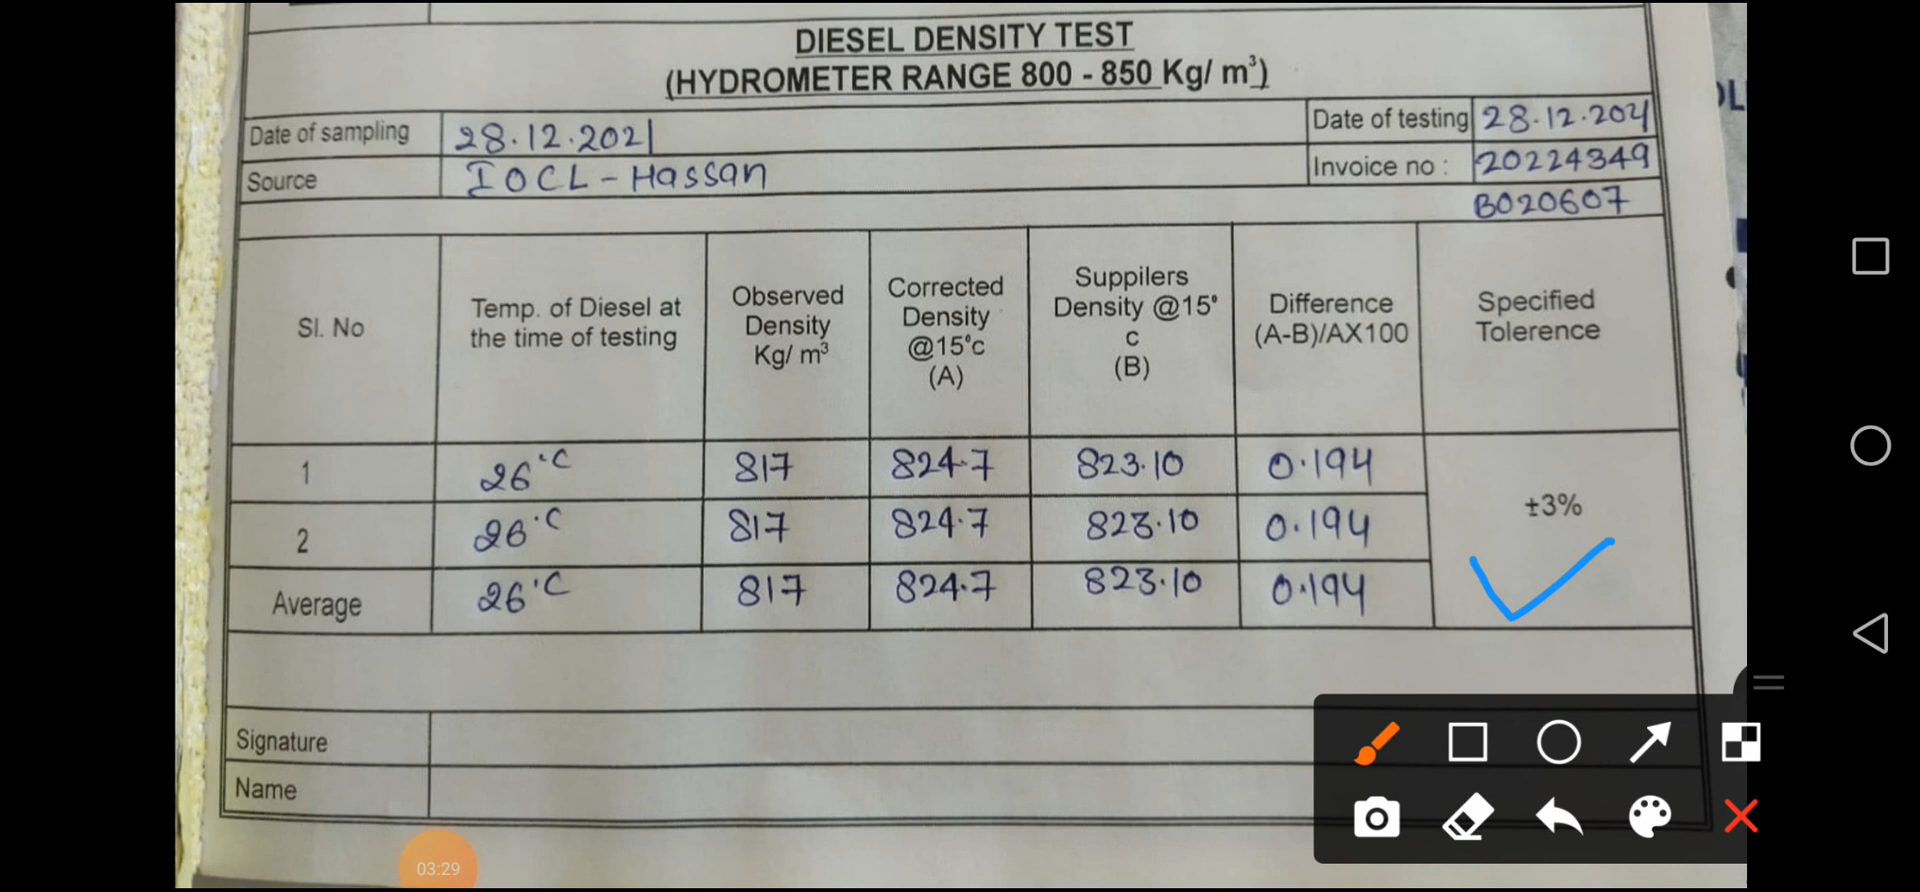 DIESEL DENSITY TEST
(HYDROMETER RANGE 800 - 850 Kg/ m³)
Date of sampling 28.12.2021 Date of testing 28.12.2021
Source IOCL - Hassan Invoice no : 20224349
B020607
Sl. No
Temp. of Diesel at
the time of testing
Observed
Density
Kg/ m³
Corrected
Density
@15°c
(A)
Suppilers
Density @15°
c
(B)
Difference
(A-B)/AX100
Specified
Tolerence
1 26°C 817 824.7 823.10 0.194
2 26°C 817 824.7 823.10 0.194
±3%
Average 26°C 817 824.7 823.10 0.194
Signature
Name
03:29